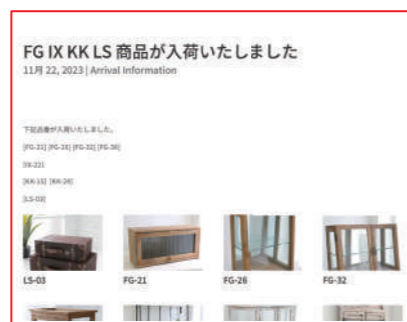 FG IX KK LS 商品が入荷いたしました
11月 22, 2023 | Arrival Information
下記品番が入荷いたしました。
[FG-21] [FG-26] [FG-32] [FG-36]
[IX-22]
[KK-15] [KK-26]
[LS-03]
LS-03
FG-21
FG-26
FG-32